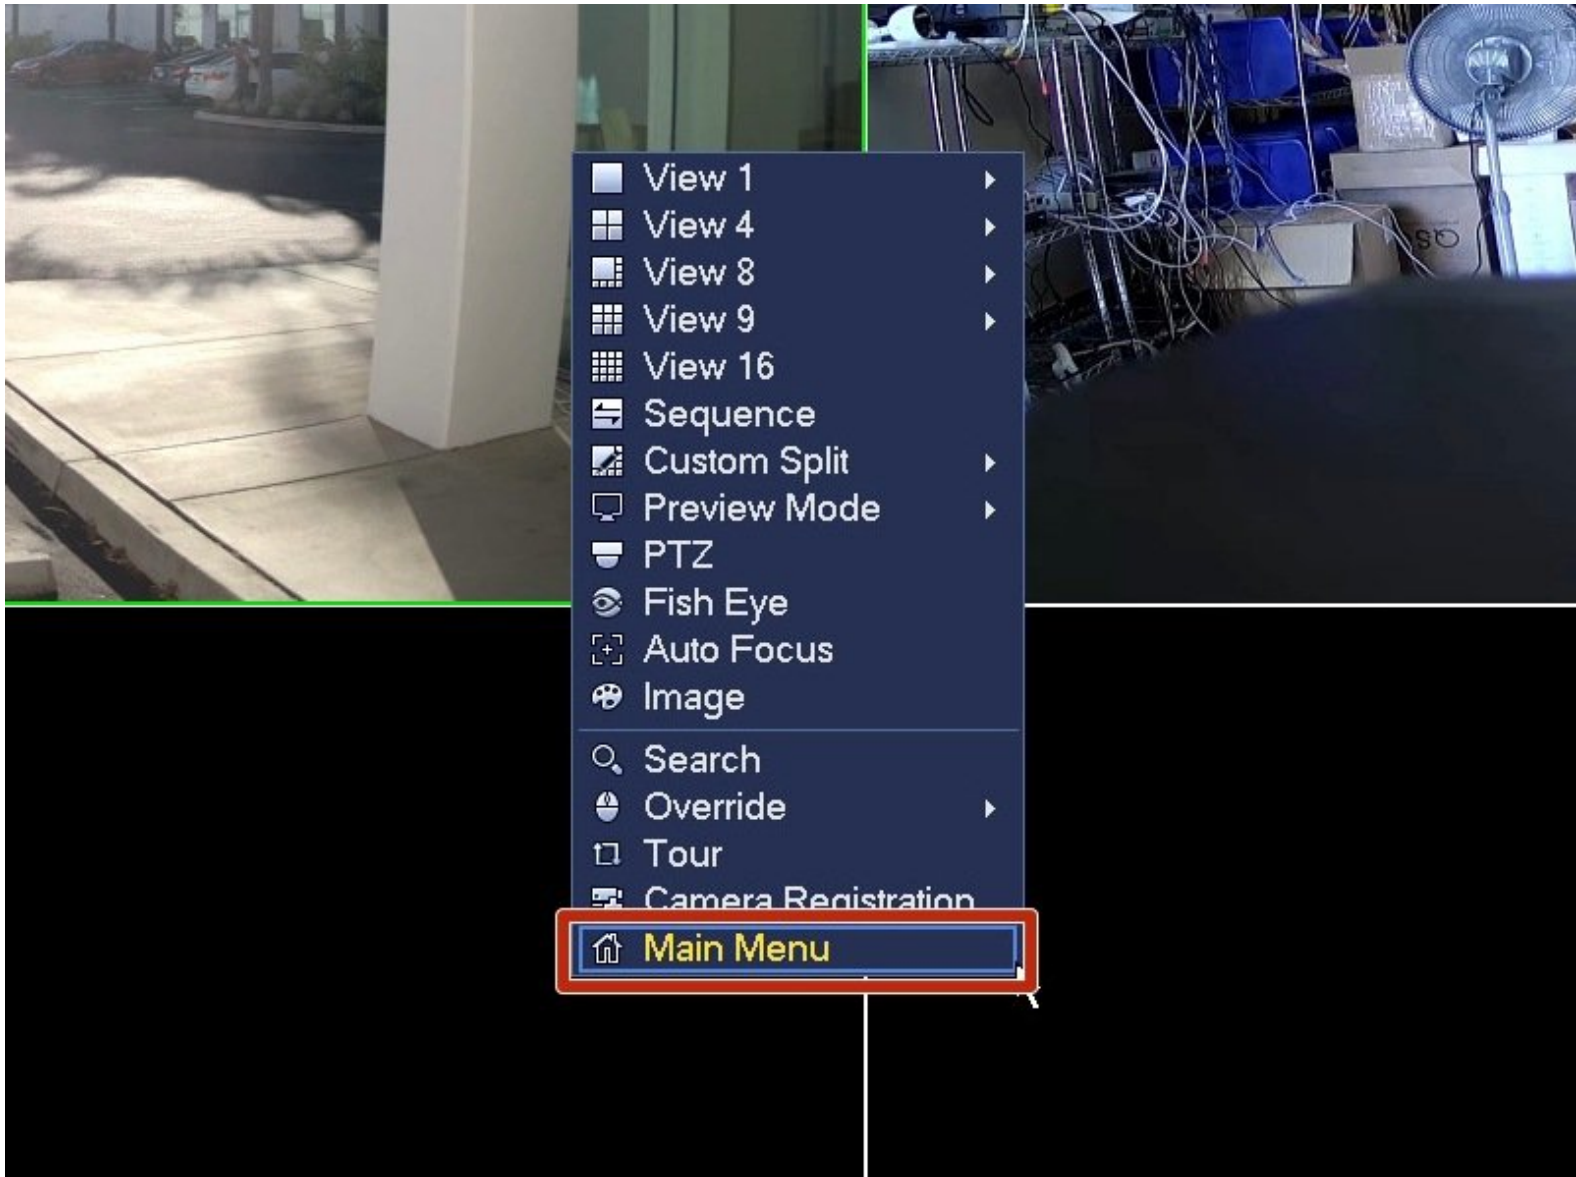 View 1
View 4
View 8
View 9
View 16
Sequence
Custom Split
Preview Mode
PTZ
Fish Eye
Auto Focus
Image
Search
Override
Tour
Camera Registration
Main Menu
QS